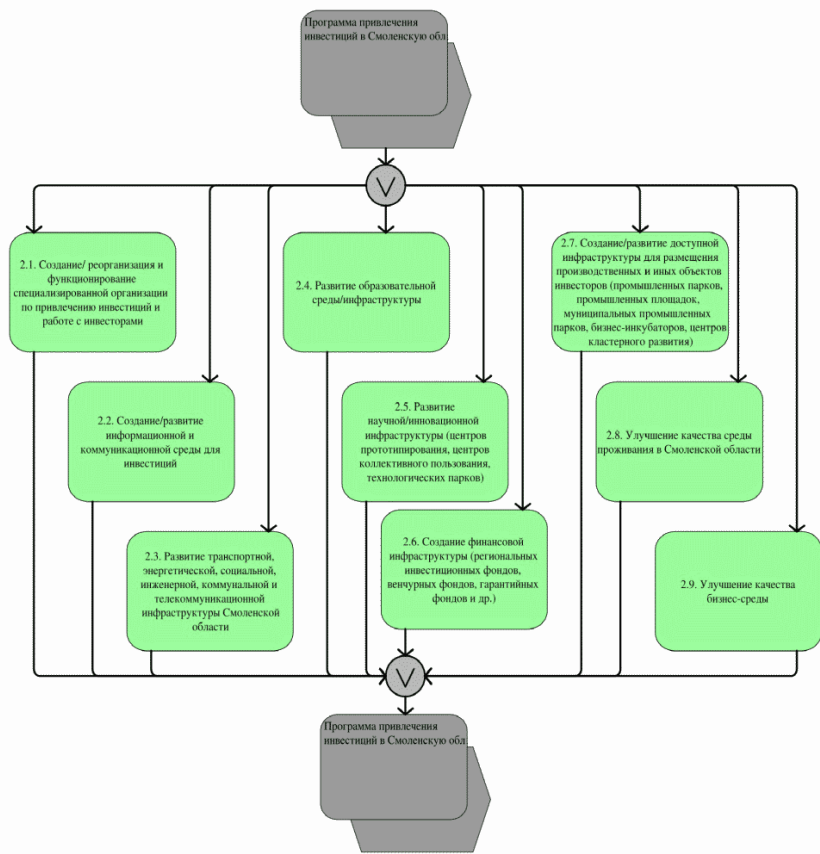 Программа привлечения
инвестиций в Смоленскую обл.
2.1. Создание/ реорганизация и
функционирование
специализированной организации
по привлечению инвестиций и
работе с инвесторами
2.2. Создание/развитие
информационной и
коммуникационной среды для
инвестиций
2.3. Развитие транспортной,
энергетической, социальной,
инженерной, коммунальной и
телекоммуникационной
инфраструктуры Смоленской
области
2.4. Развитие образовательной
среды/инфраструктуры
2.5. Развитие
научной/инновационной
инфраструктуры (центров
прототипирования, центров
коллективного пользования,
технологических парков)
2.6. Создание финансовой
инфраструктуры (региональных
инвестиционных фондов,
венчурных фондов, гарантийных
фондов и др.)
2.7. Создание/развитие доступной
инфраструктуры для размещения
производственных и иных объектов
инвесторов (промышленных парков,
промышленных площадок,
муниципальных промышленных
парков, бизнес-инкубаторов, центров
кластерного развития)
2.8. Улучшение качества среды
проживания в Смоленской области
2.9. Улучшение качества
бизнес-среды
Программа привлечения
инвестиций в Смоленскую обл.